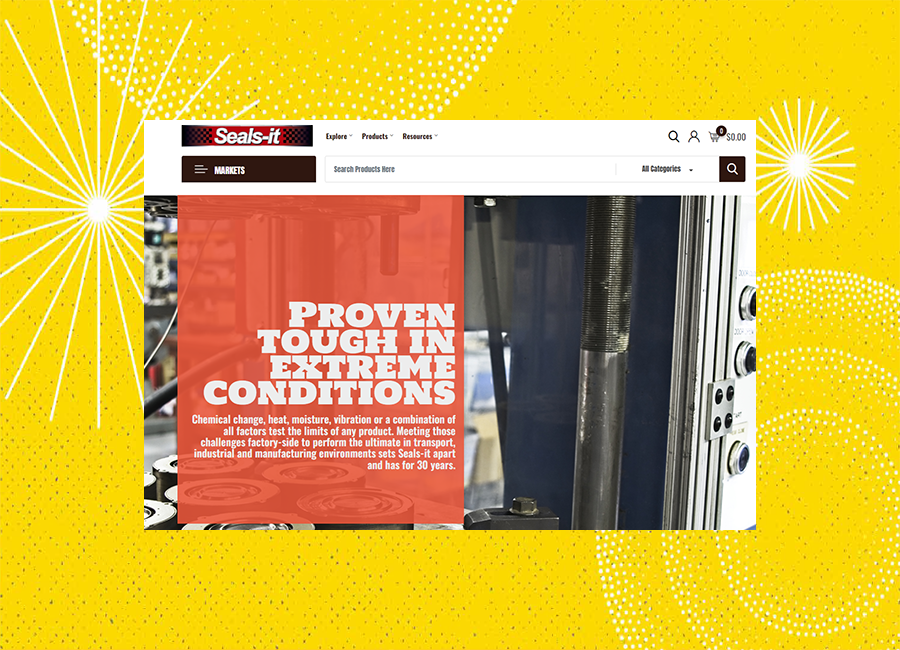 Seals-it
Explore
Products
Resources
0
$0.00
MARKETS
Search Products Here
All Categories
PROVEN
TOUGH IN
EXTREME
CONDITIONS
Chemical change, heat, moisture, vibration or a combination of
all factors test the limits of any product. Meeting those
challenges factory-side to perform the ultimate in transport,
industrial and manufacturing environments sets Seals-it apart
and has for 30 years.